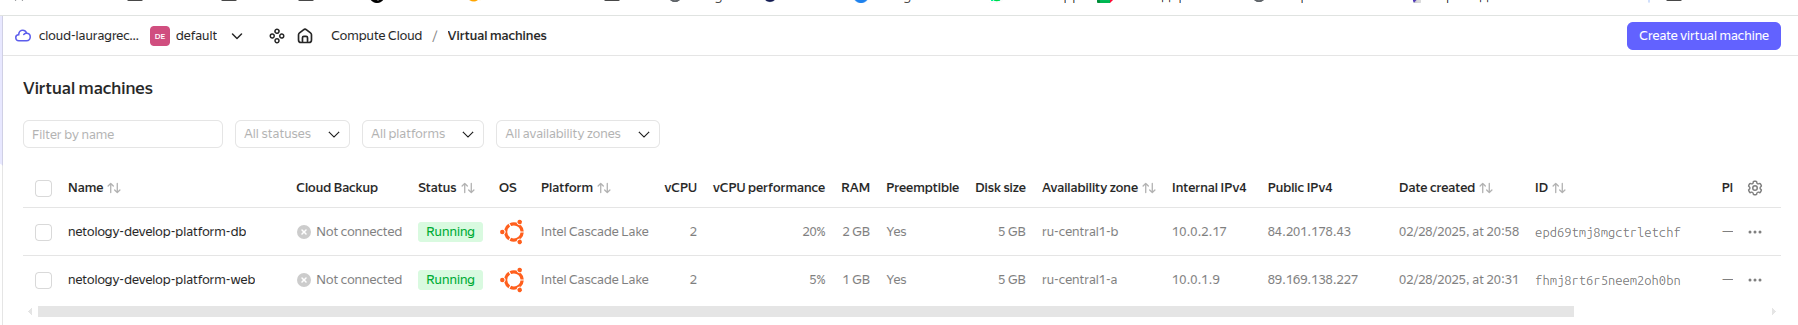 cloud-lauragrec... DE default Compute Cloud / Virtual machines Create virtual machine
Virtual machines
Filter by name All statuses All platforms All availability zones
Name Cloud Backup Status OS Platform vCPU vCPU performance RAM Preemptible Disk size Availability zone Internal IPv4 Public IPv4 Date created ID Pl
netology-develop-platform-db Not connected Running Intel Cascade Lake 2 20% 2 GB Yes 5 GB ru-central1-b 10.0.2.17 84.201.178.43 02/28/2025, at 20:58 epd69tmj8mgctrletchf —
netology-develop-platform-web Not connected Running Intel Cascade Lake 2 5% 1 GB Yes 5 GB ru-central1-a 10.0.1.9 89.169.138.227 02/28/2025, at 20:31 fhmj8rt6r5neem2oh0bn —